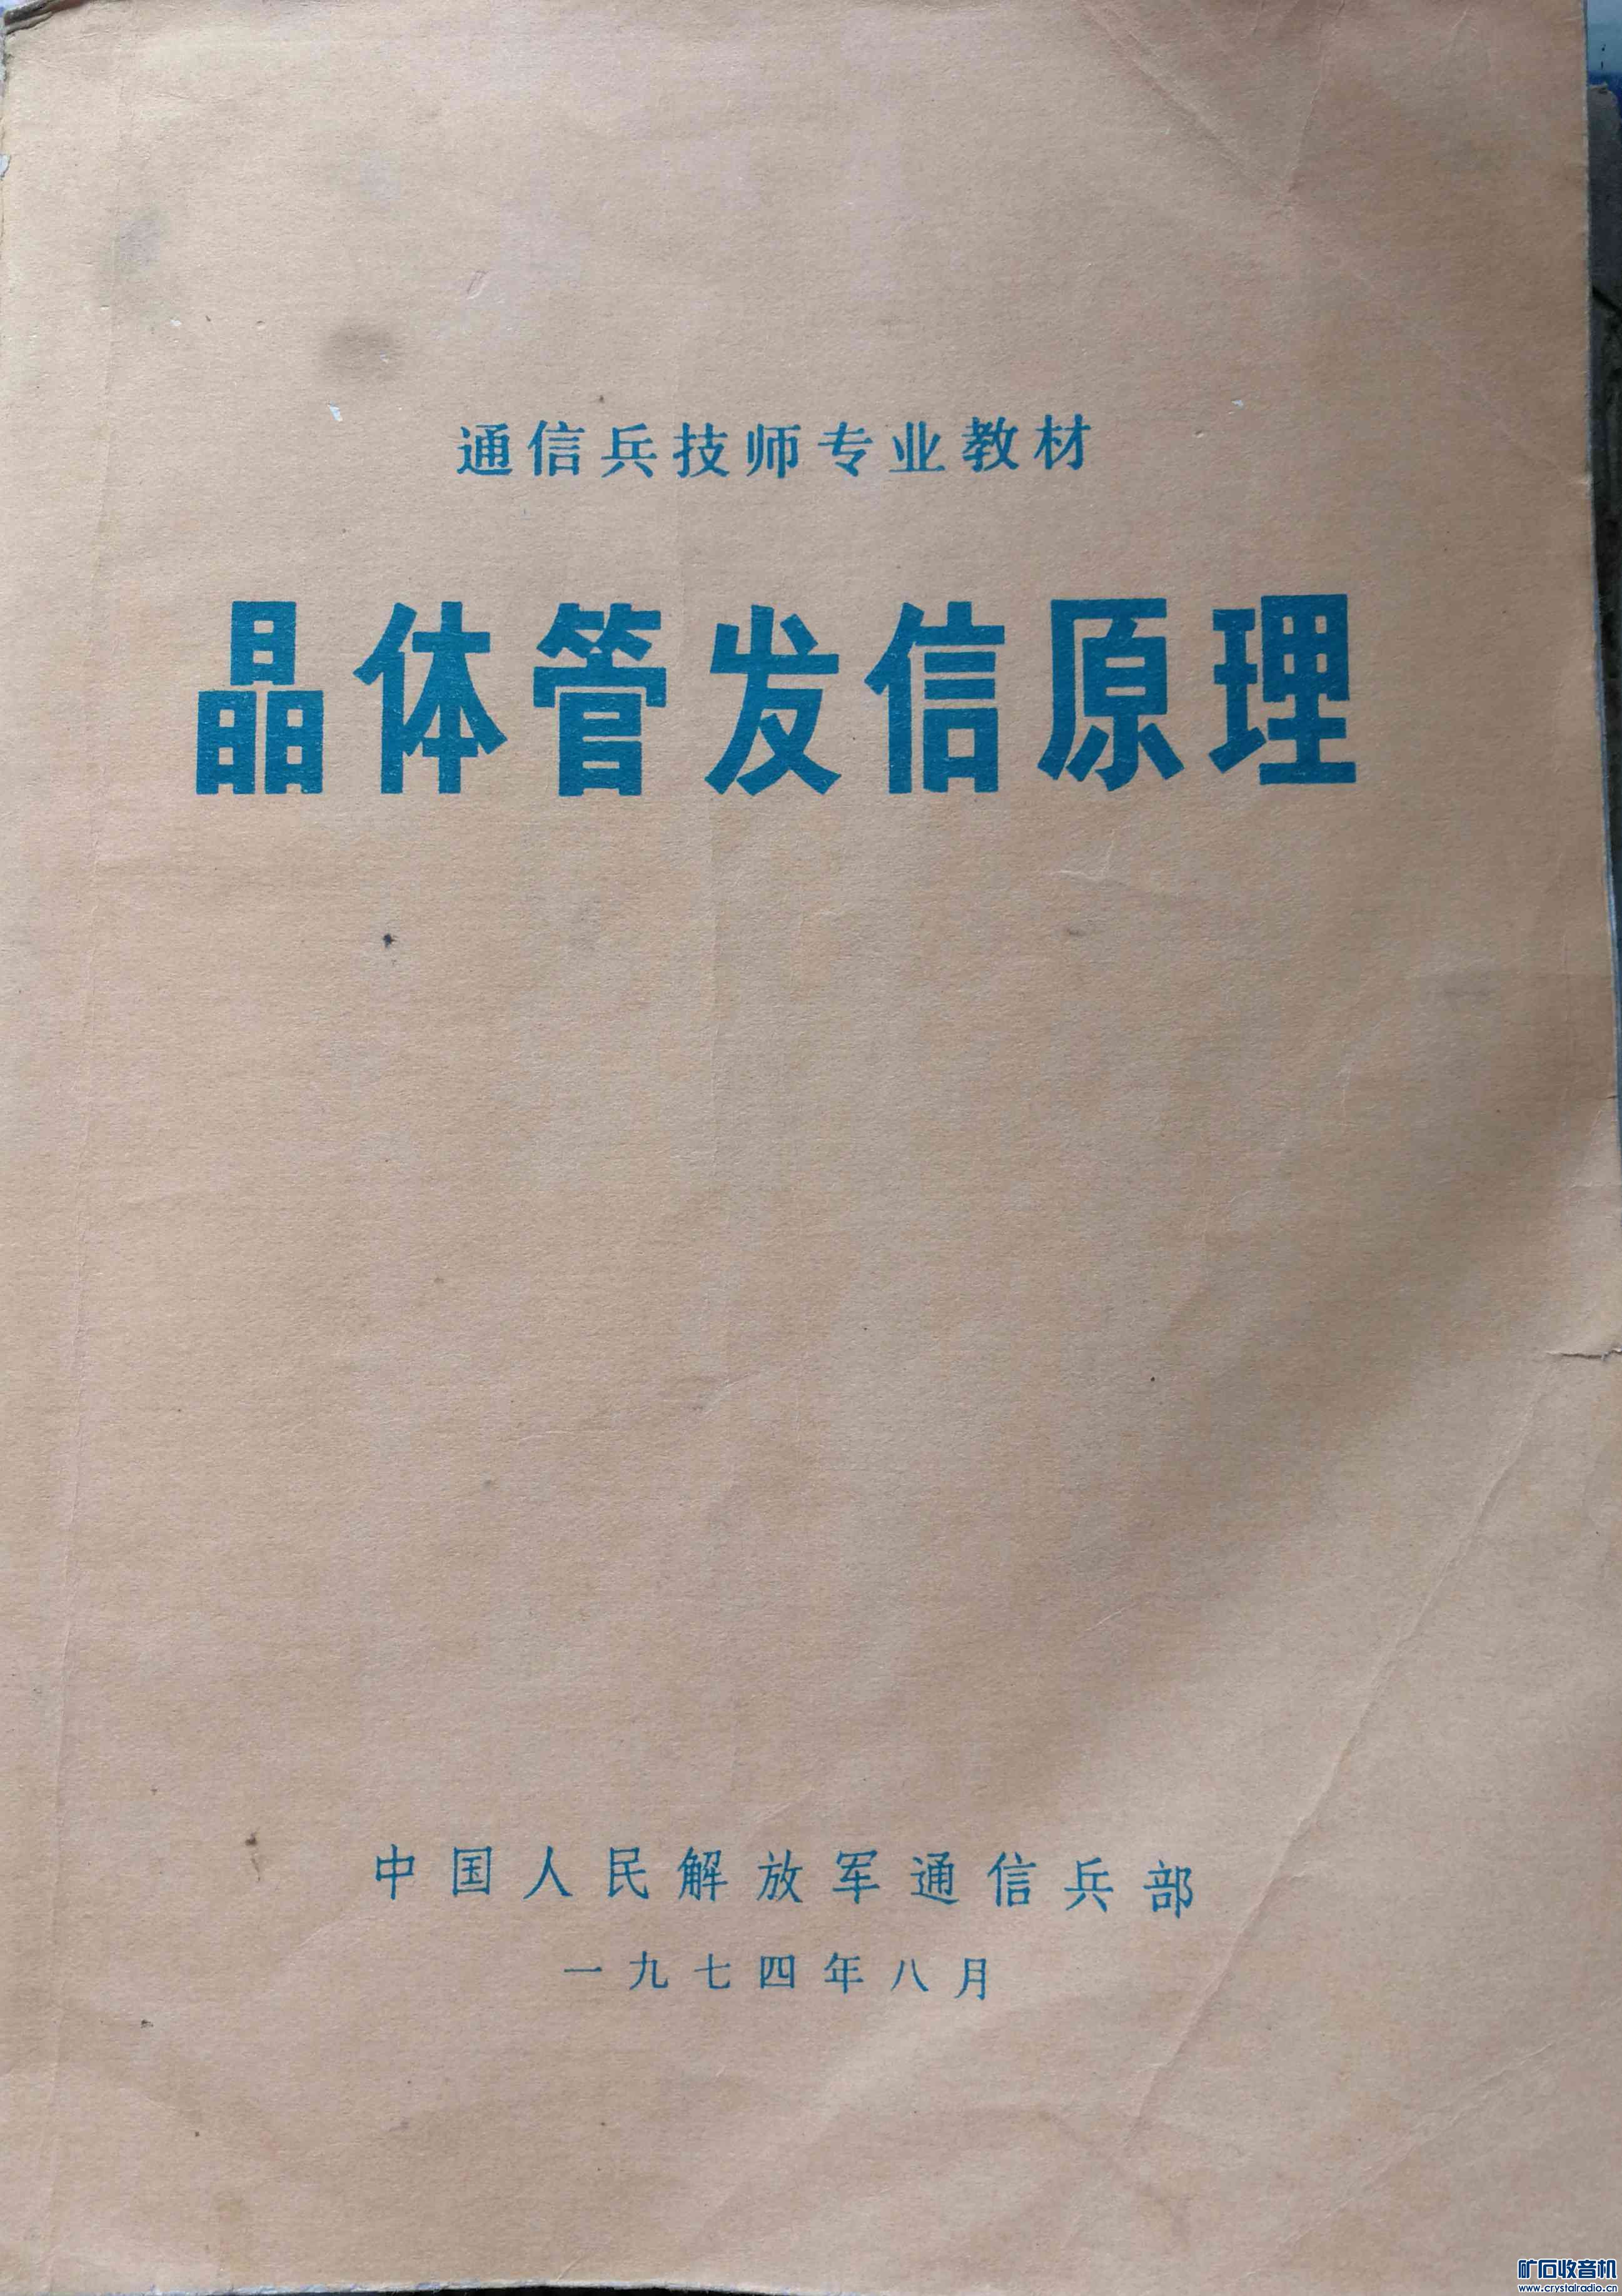 通信兵技师专业教材
晶体管发信原理
中国人民解放军通信兵部
一九七四年八月
矿石收音机
www.crystalradio.cn